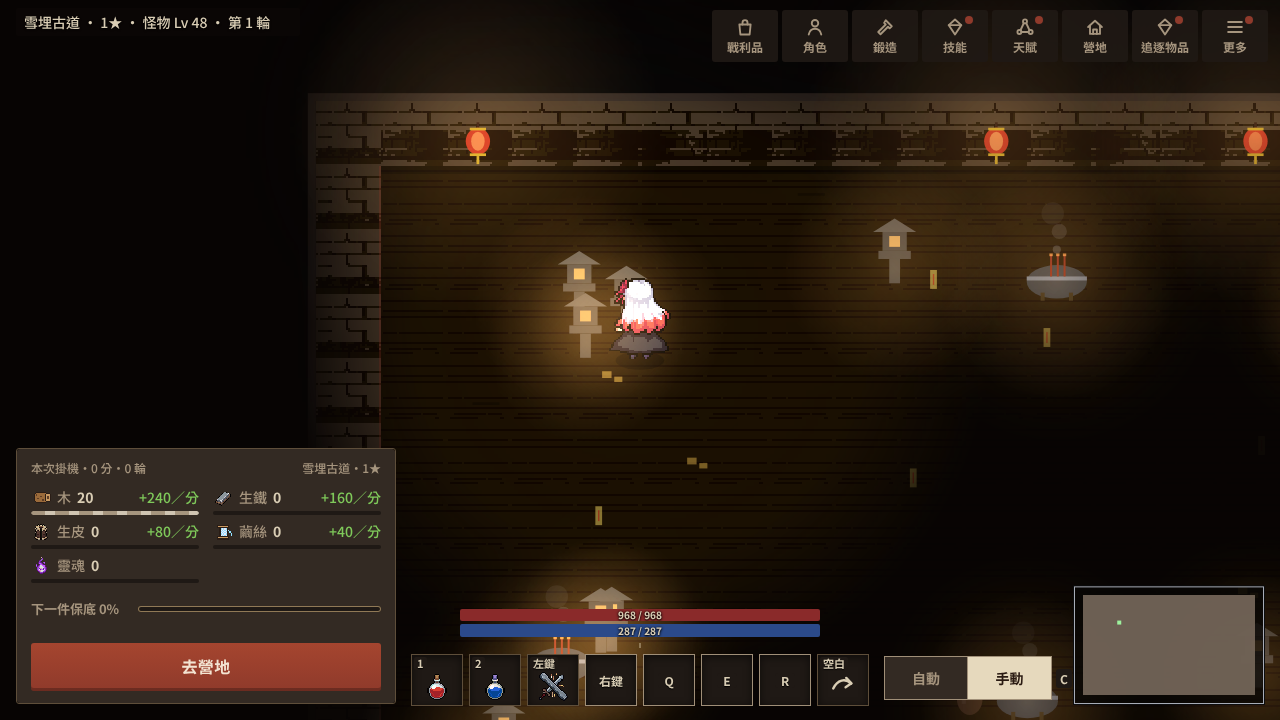 雪埋古道 · 1★ · 怪物 Lv 48 · 第 1 輪
戰利品
角色
鍛造
技能
天賦
營地
追逐物品
更多
本次掛機・0 分・0 輪
雪埋古道・1★
木 20 +240／分
生鐵 0 +160／分
生皮 0 +80／分
繭絲 0 +40／分
靈魂 0
下一件保底 0%
去營地
968 / 968
287 / 287
1
2
左鍵
右鍵
Q
E
R
空白
自動
手動
C